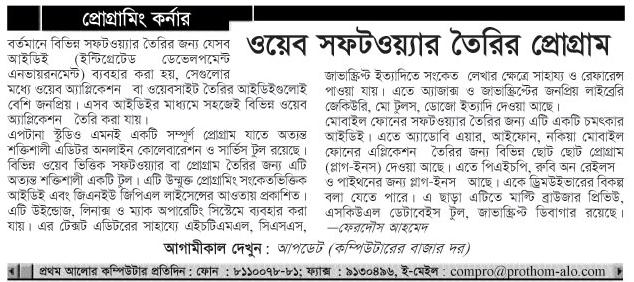 প্রোগ্রামিং কর্নার
ওয়েব সফটওয়্যার তৈরির প্রোগ্রাম
বর্তমানে বিভিন্ন সফটওয়্যার তৈরির জন্য যেসব
আইডিই (ইন্টিগ্রেটেড ডেভেলপমেন্ট
এনভায়রনমেন্ট) ব্যবহার করা হয়, সেগুলোর
মধ্যে ওয়েব অ্যাপ্লিকেশন বা ওয়েবসাইট তৈরির আইডিইগুলোই
বেশি জনপ্রিয়। এসব আইডিইর মাধ্যমে সহজেই বিভিন্ন ওয়েব
অ্যাপ্লিকেশন তৈরি করা যায়।
এপটানা স্টুডিও এমনই একটি সম্পূর্ণ প্রোগ্রাম যাতে অত্যন্ত
শক্তিশালী এডিটর অনলাইন কোলেবারেশন ও সার্ভিস টুল রয়েছে।
বিভিন্ন ওয়েব ভিত্তিক সফটওয়্যার বা প্রোগ্রাম তৈরির জন্য এটি
অত্যন্ত শক্তিশালী একটি টুল। এটি উন্মুক্ত প্রোগ্রামিং সংকেতভিত্তিক
আইডিই এবং জিএনইউ জিপিএল লাইসেন্সের আওতায় প্রকাশিত।
এটি উইন্ডোজ, লিনাক্স ও ম্যাক অপারেটিং সিস্টেমে ব্যবহার করা
যায়। এর টেক্সট এডিটরের সাহায্যে এইচটিএমএল, সিএসএস,
জাভাস্ক্রিপ্ট ইত্যাদিতে সংকেত লেখার ক্ষেত্রে সাহায্য ও রেফারেন্স
পাওয়া যায়। এতে অ্যাজাক্স ও জাভাস্ক্রিন্টের জনপ্রিয় লাইব্রেরি
জেকিউরি, মো টুলস, ডোজো ইত্যাদি দেওয়া আছে।
মোবাইল ফোনের সফটওয়্যার তৈরির জন্য এটি একটি চমৎকার
আইডিই। এতে অ্যাডোবি এয়ার, আইফোন, নকিয়া মোবাইল
ফোনের এপ্লিকেশন তৈরির জন্য বিভিন্ন ছোট ছোট প্রোগ্রাম
(প্লাগ-ইনস) দেওয়া আছে। এতে পিএইচপি, রুবি অন রেইলস
ও পাইথনের জন্য প্লাগ-ইনস আছে। একে ড্রিমউইভারের বিকল্প
বলা যেতে পারে। এ ছাড়া এটিতে মাল্টি ব্রাউজার প্রিভিউ,
এসকিউএল ডেটাবেইস টুল, জাভাস্ক্রিপ্ট ডিবাগার রয়েছে।
—ফেরদৌস আহমেদ
আগামীকাল দেখুন : আপডেট (কম্পিউটারের বাজার দর)
প্রথম আলোর কম্পিউটার প্রতিদিন : ফোন : ৮১১০০৭৮-৮১; ফ্যাক্স : ৯১৩০৪৯৬, ই-মেইল : compro@prothom-alo.com